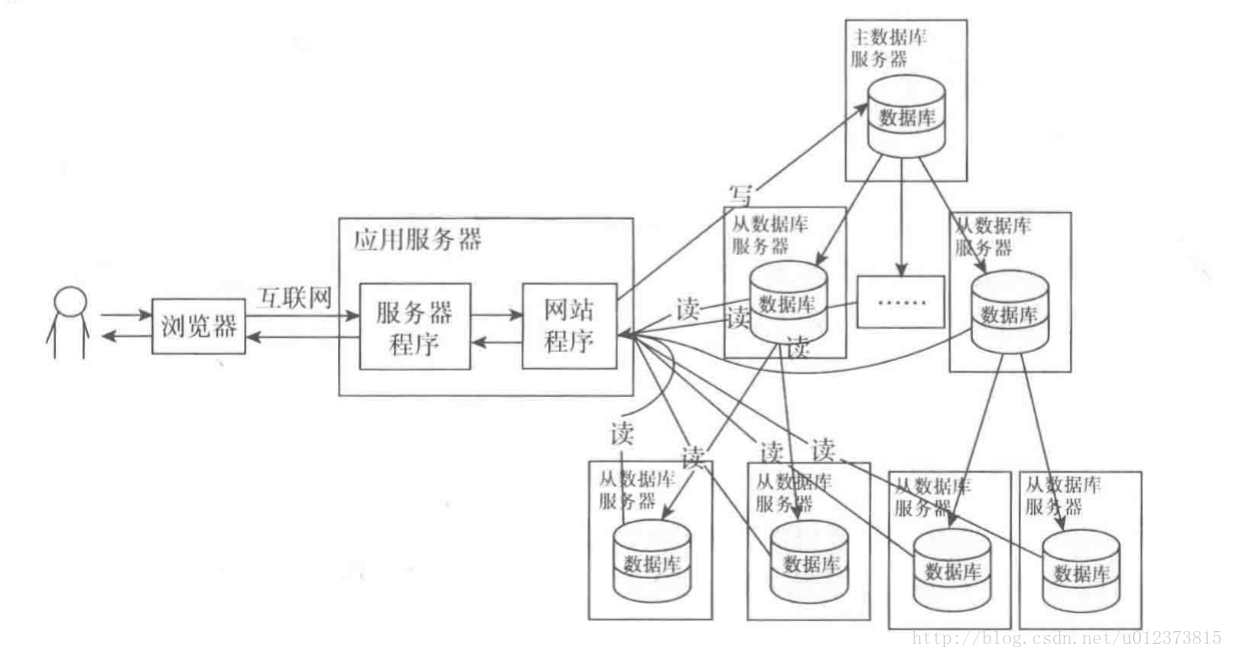 主数据库
服务器
数据库
写
从数据库
服务器
数据库
……
从数据库
服务器
数据库
应用服务器
浏览器
互联网
服务器
程序
网站
程序
读
读
读
读
读
读
读
从数据库
服务器
数据库
从数据库
服务器
数据库
从数据库
服务器
数据库
从数据库
服务器
数据库
http://blog.csdn.net/u012373815